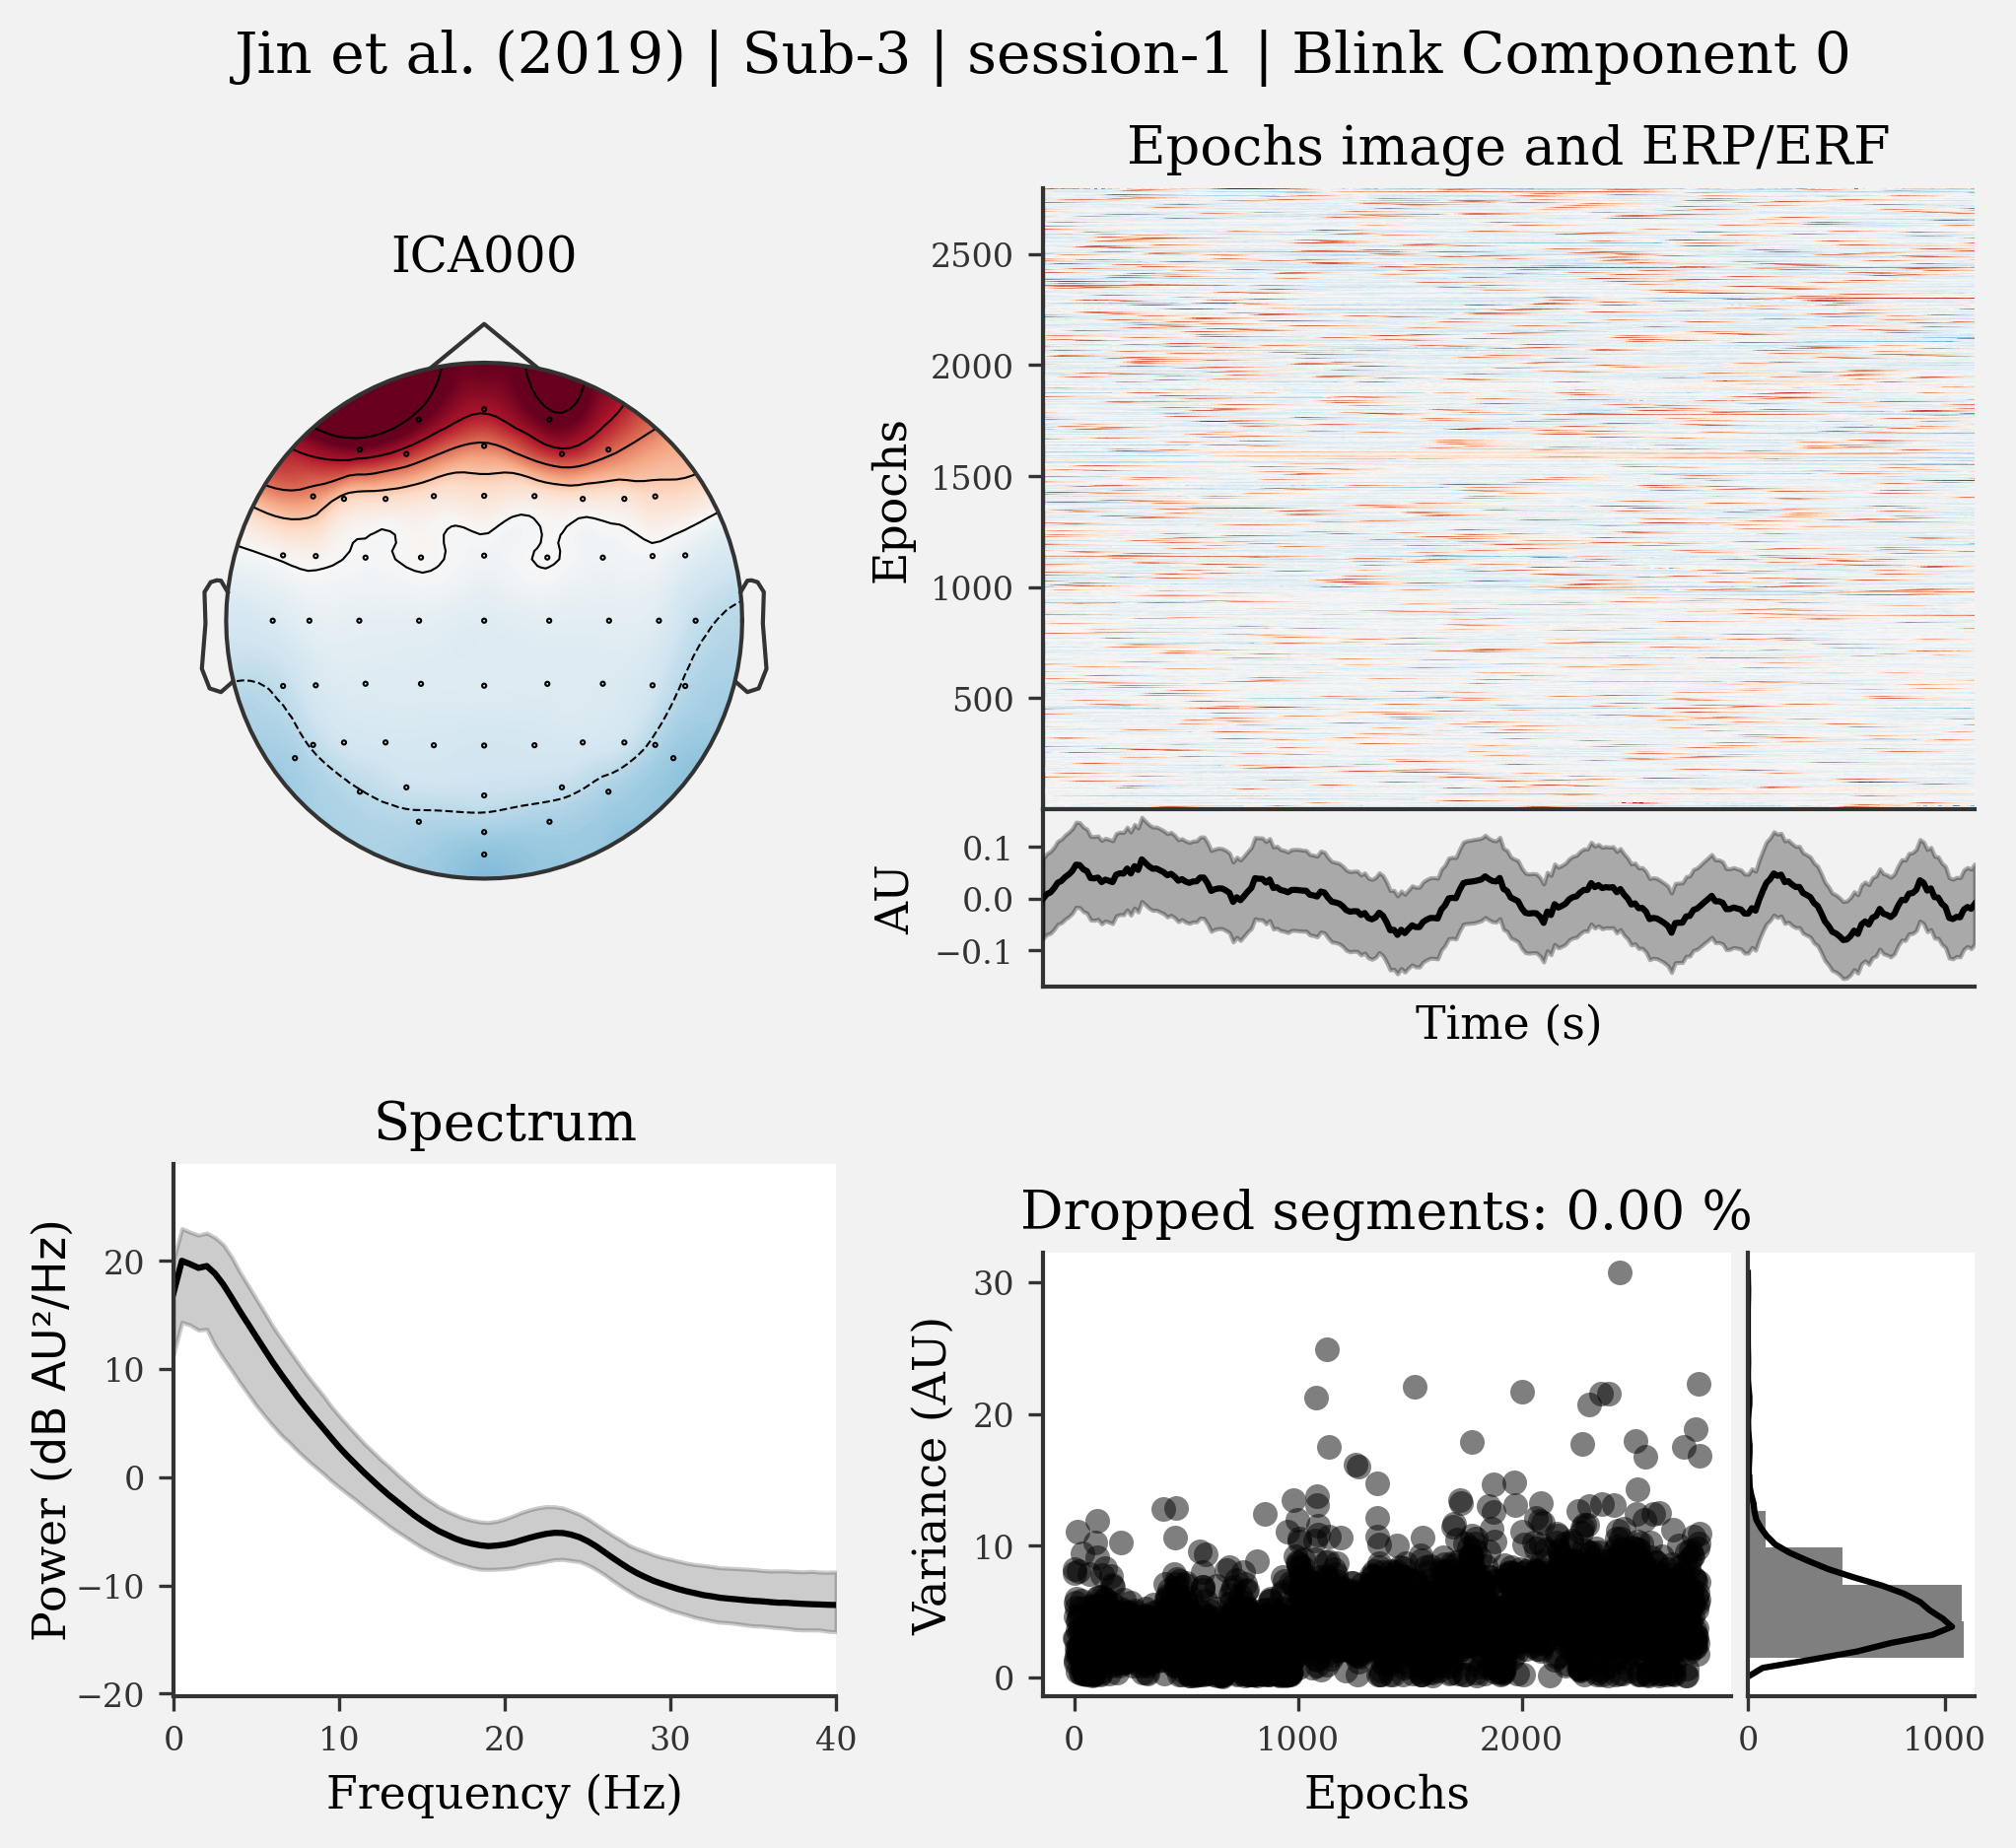 Jin et al. (2019) | Sub-3 | session-1 | Blink Component 0
ICA000
Epochs image and ERP/ERF
Epochs
2500
2000
1500
1000
500
AU
0.1
0.0
−0.1
Time (s)
Spectrum
Power (dB AU²/Hz)
20
10
0
−10
−20
0 10 20 30 40
Frequency (Hz)
Dropped segments: 0.00 %
Variance (AU)
30
20
10
0
0 1000 2000
Epochs
0 1000